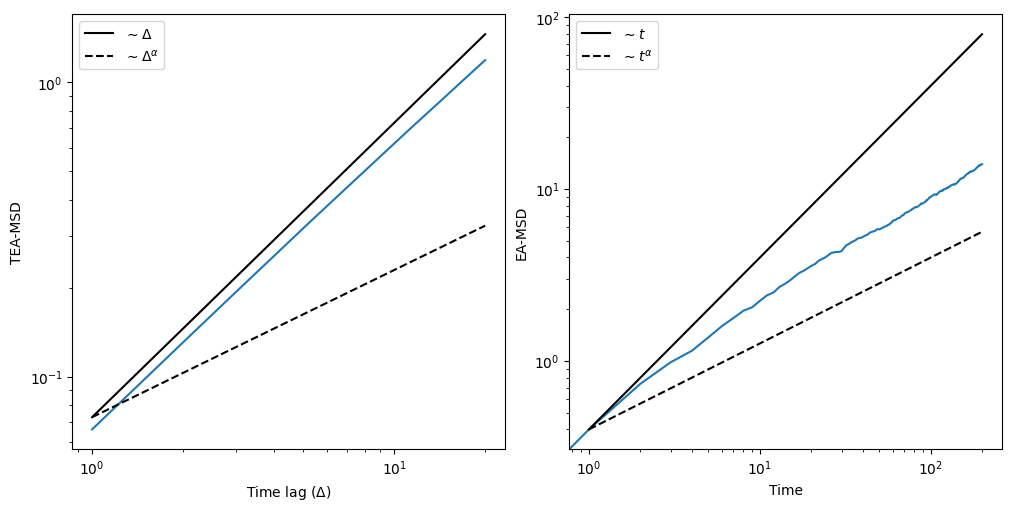 ~ Δ
~ Δ^α
10^0
10^-1
TEA-MSD
10^0
10^1
Time lag (Δ)
~ t
~ t^α
10^2
10^1
10^0
EA-MSD
10^0
10^1
10^2
Time